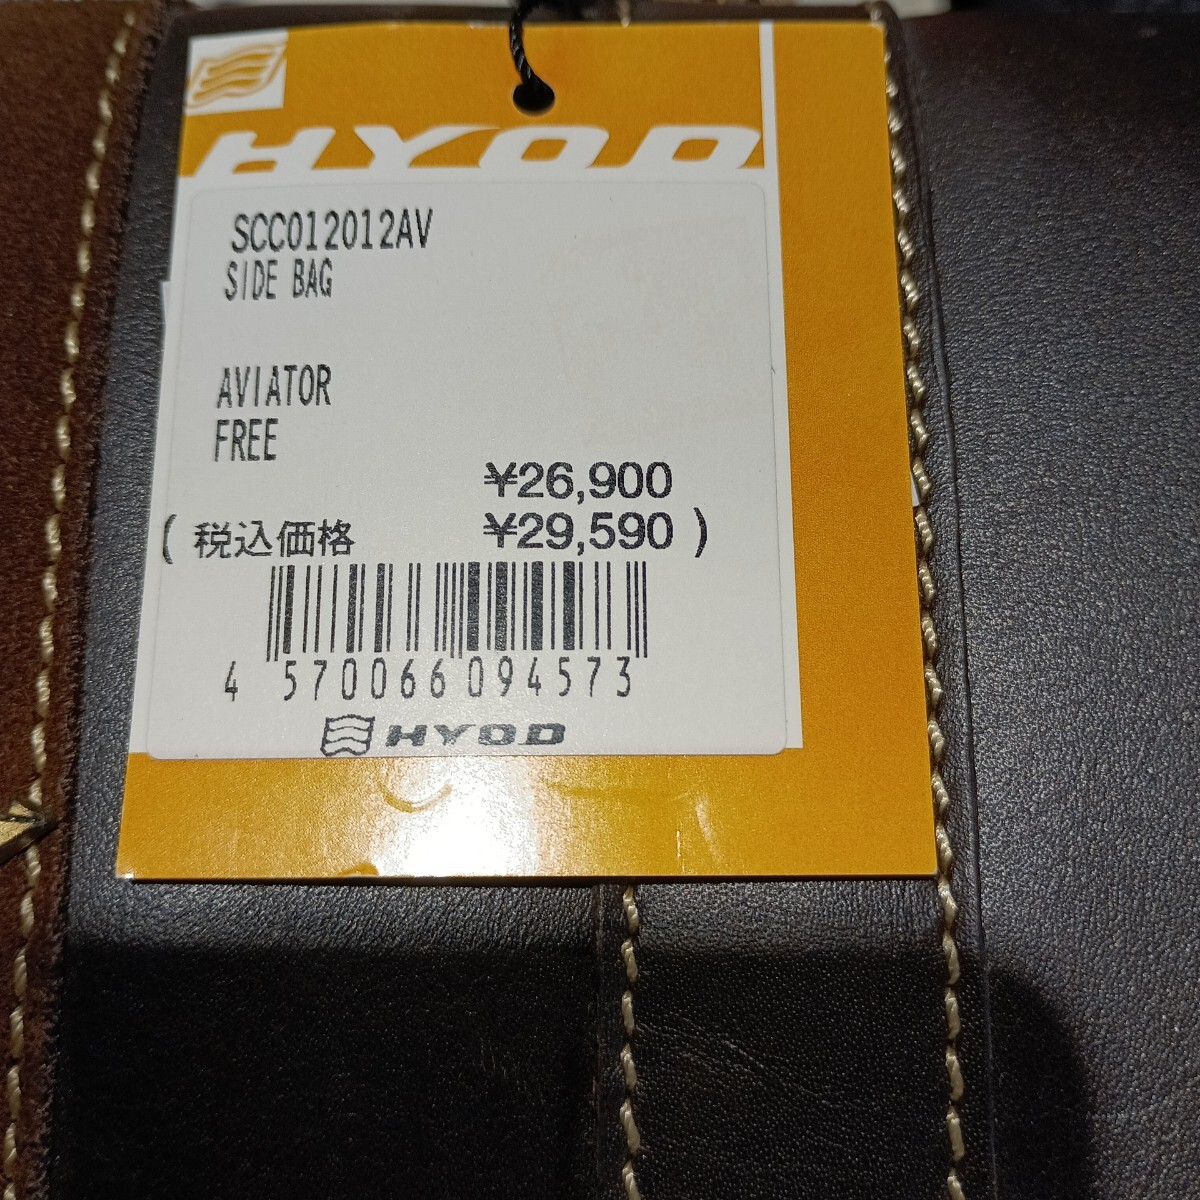 HYOD
SCC012012AV
SIDE BAG
AVIATOR
FREE
¥26,900
( 税込価格 ¥29,590 )
4 570066 094573
HYOD